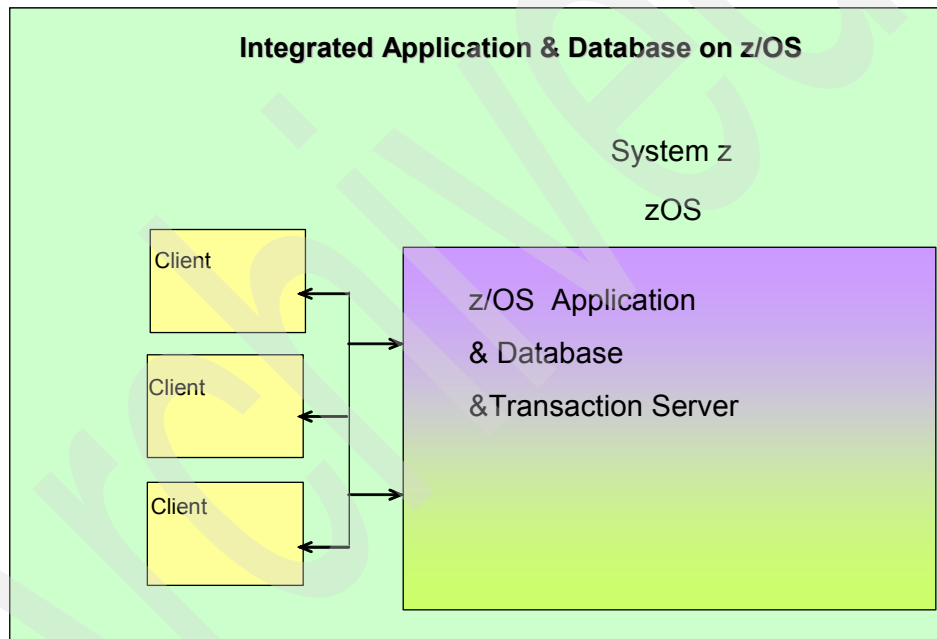 Integrated Application & Database on z/OS
System z
zOS
Client
z/OS Application
& Database
Client
&Transaction Server
Client